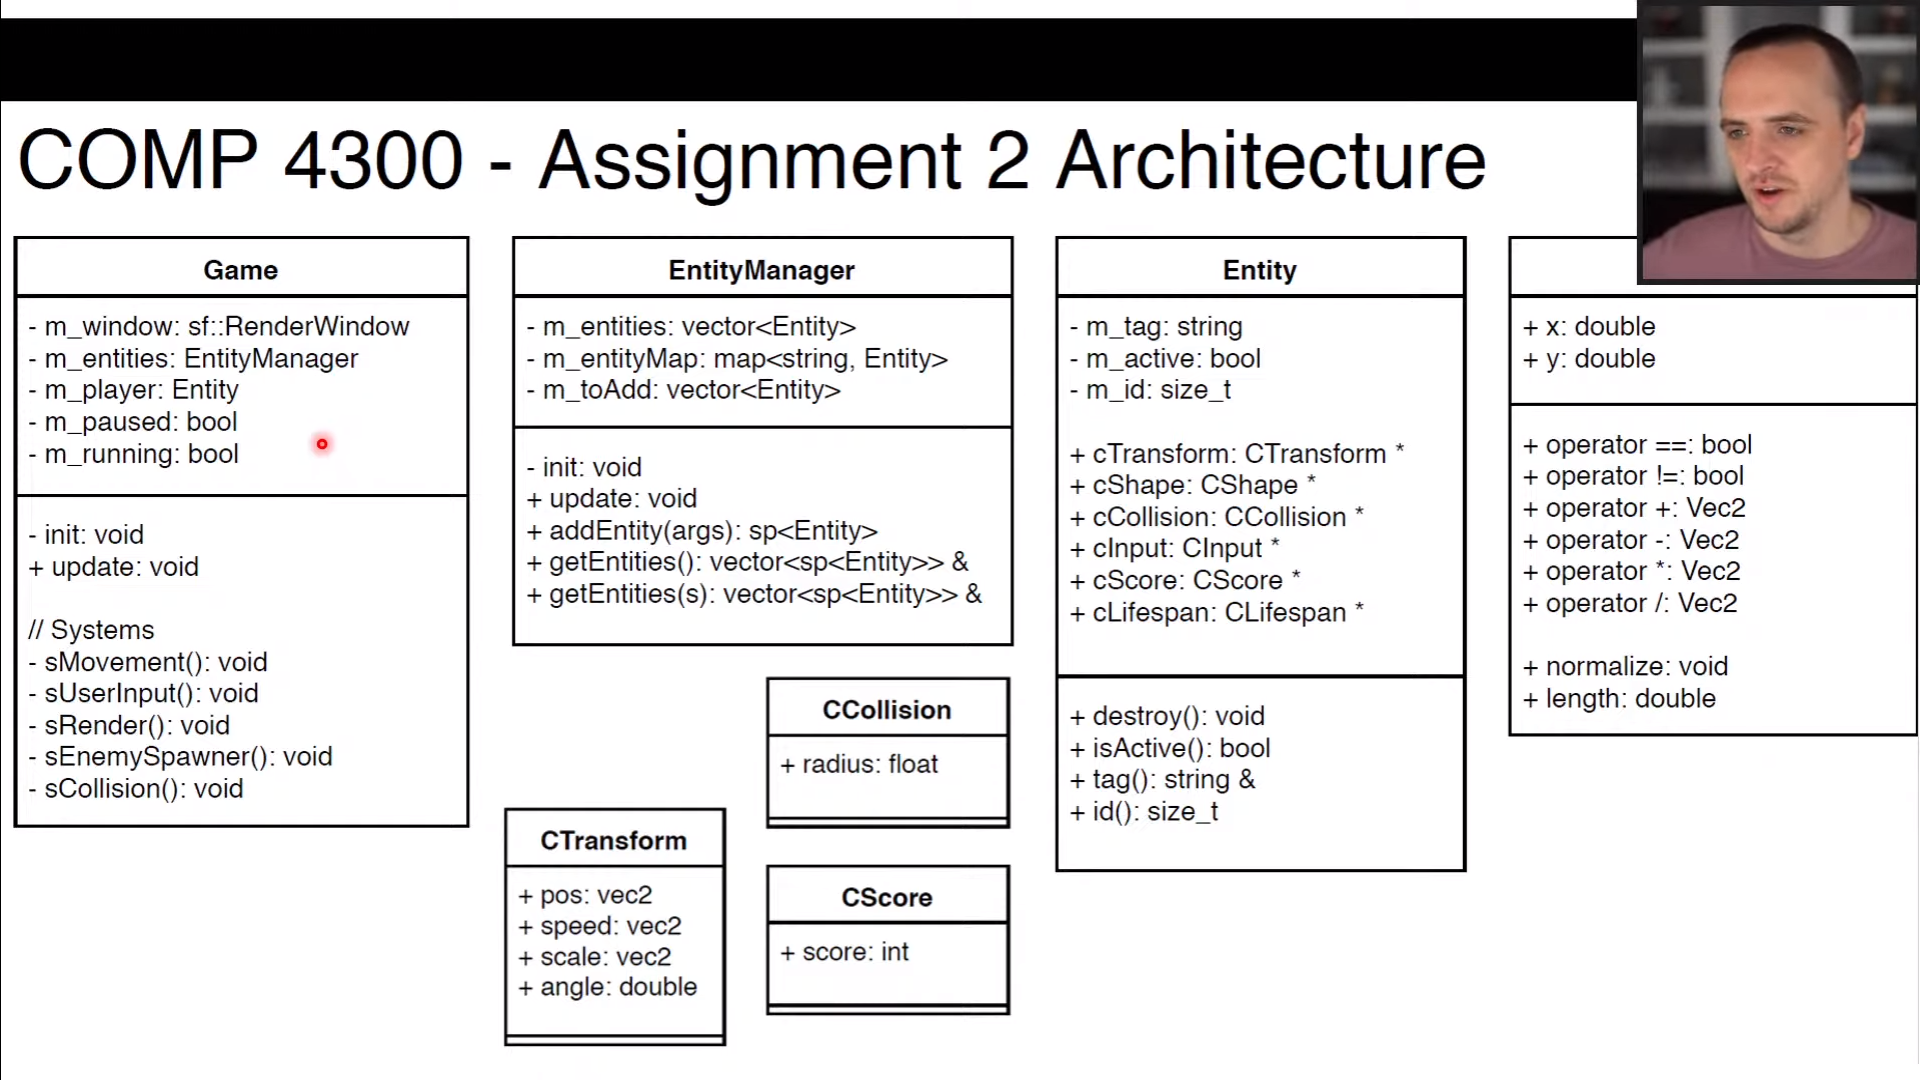 COMP 4300 - Assignment 2 Architecture
Game
- m_window: sf::RenderWindow
- m_entities: EntityManager
- m_player: Entity
- m_paused: bool
- m_running: bool
- init: void
+ update: void
// Systems
- sMovement(): void
- sUserInput(): void
- sRender(): void
- sEnemySpawner(): void
- sCollision(): void
EntityManager
- m_entities: vector<Entity>
- m_entityMap: map<string, Entity>
- m_toAdd: vector<Entity>
- init: void
+ update: void
+ addEntity(args): sp<Entity>
+ getEntities(): vector<sp<Entity>> &
+ getEntities(s): vector<sp<Entity>> &
CTransform
+ pos: vec2
+ speed: vec2
+ scale: vec2
+ angle: double
CCollision
+ radius: float
CScore
+ score: int
Entity
- m_tag: string
- m_active: bool
- m_id: size_t
+ cTransform: CTransform *
+ cShape: CShape *
+ cCollision: CCollision *
+ cInput: CInput *
+ cScore: CScore *
+ cLifespan: CLifespan *
+ destroy(): void
+ isActive(): bool
+ tag(): string &
+ id(): size_t
+ x: double
+ y: double
+ operator ==: bool
+ operator !=: bool
+ operator +: Vec2
+ operator -: Vec2
+ operator *: Vec2
+ operator /: Vec2
+ normalize: void
+ length: double